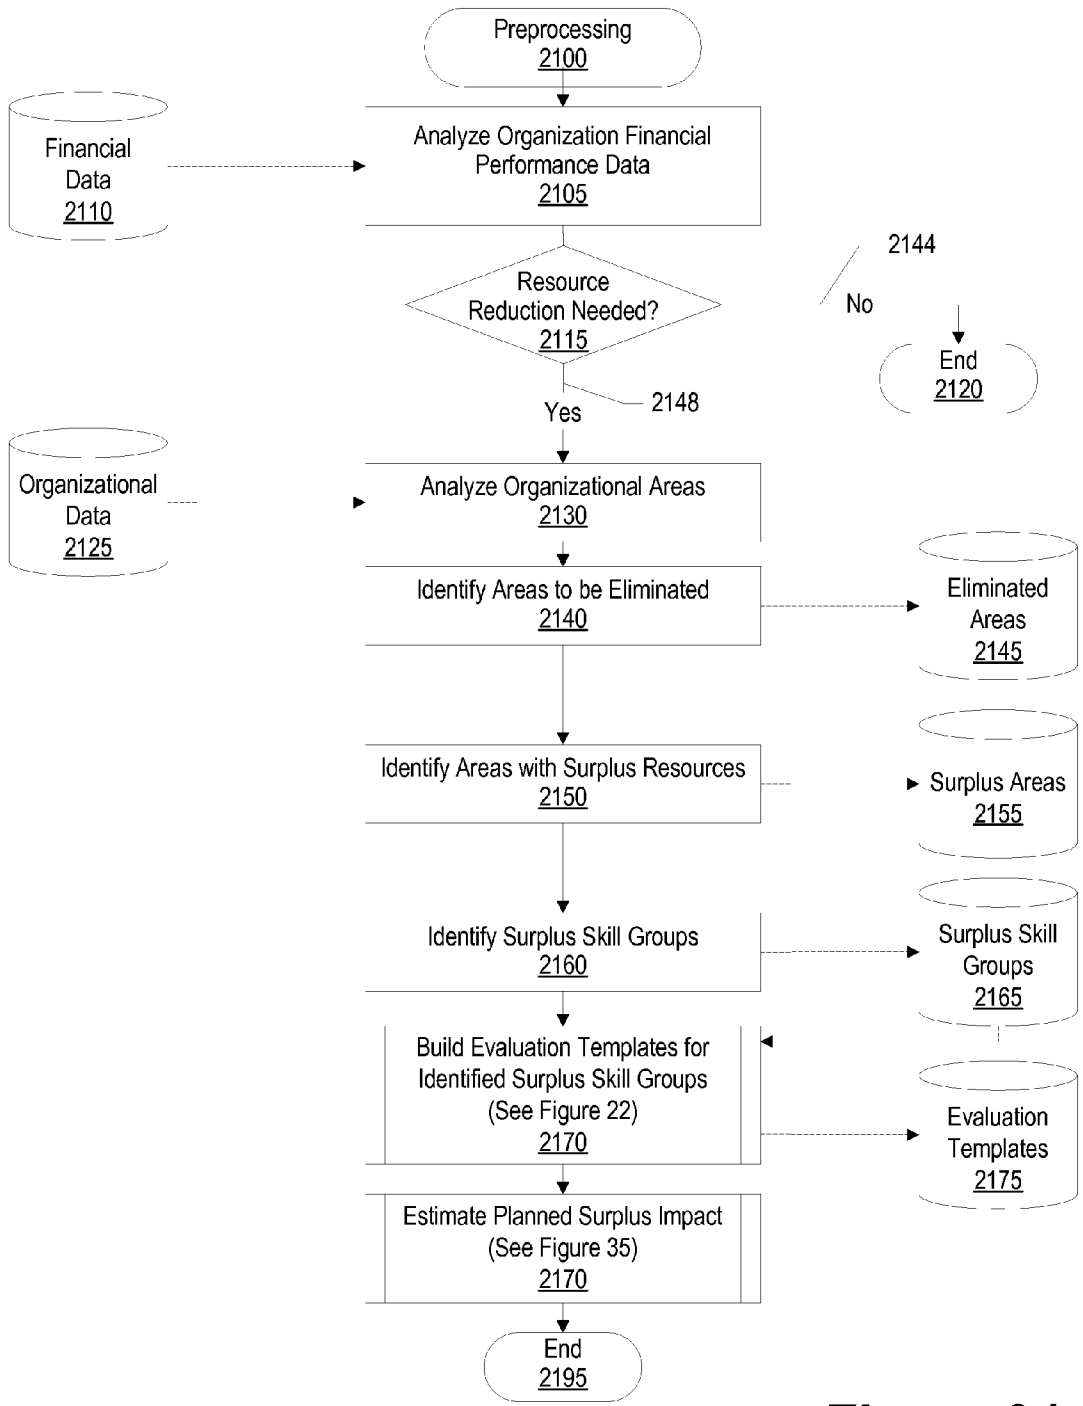 Preprocessing
2100
Financial
Data
2110
Analyze Organization Financial
Performance Data
2105
2144
Resource
Reduction Needed?
2115
No
End
2120
2148
Yes
Organizational
Data
2125
Analyze Organizational Areas
2130
Identify Areas to be Eliminated
2140
Eliminated
Areas
2145
Identify Areas with Surplus Resources
2150
Surplus Areas
2155
Identify Surplus Skill Groups
2160
Surplus Skill
Groups
2165
Build Evaluation Templates for
Identified Surplus Skill Groups
(See Figure 22)
2170
Evaluation
Templates
2175
Estimate Planned Surplus Impact
(See Figure 35)
2170
End
2195